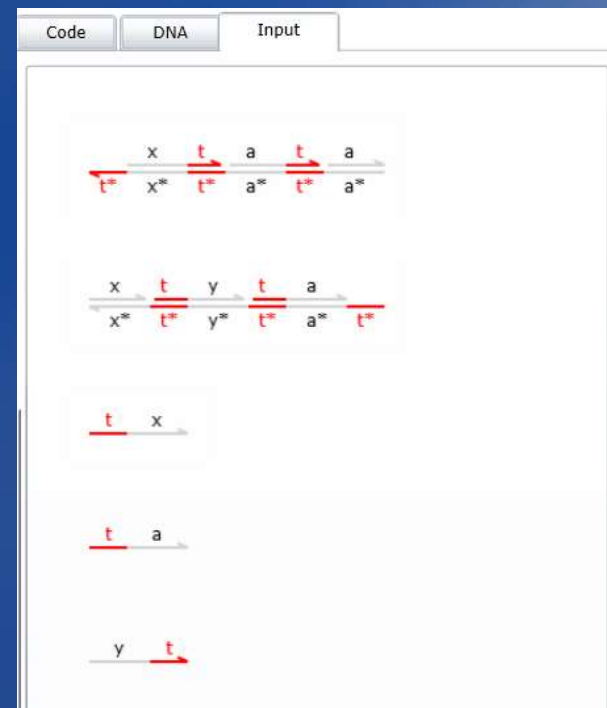 Code DNA Input
x t a t a
t* x* t* a* t* a*
x t y t a
x* t* y* t* a* t*
t x
t a
y t